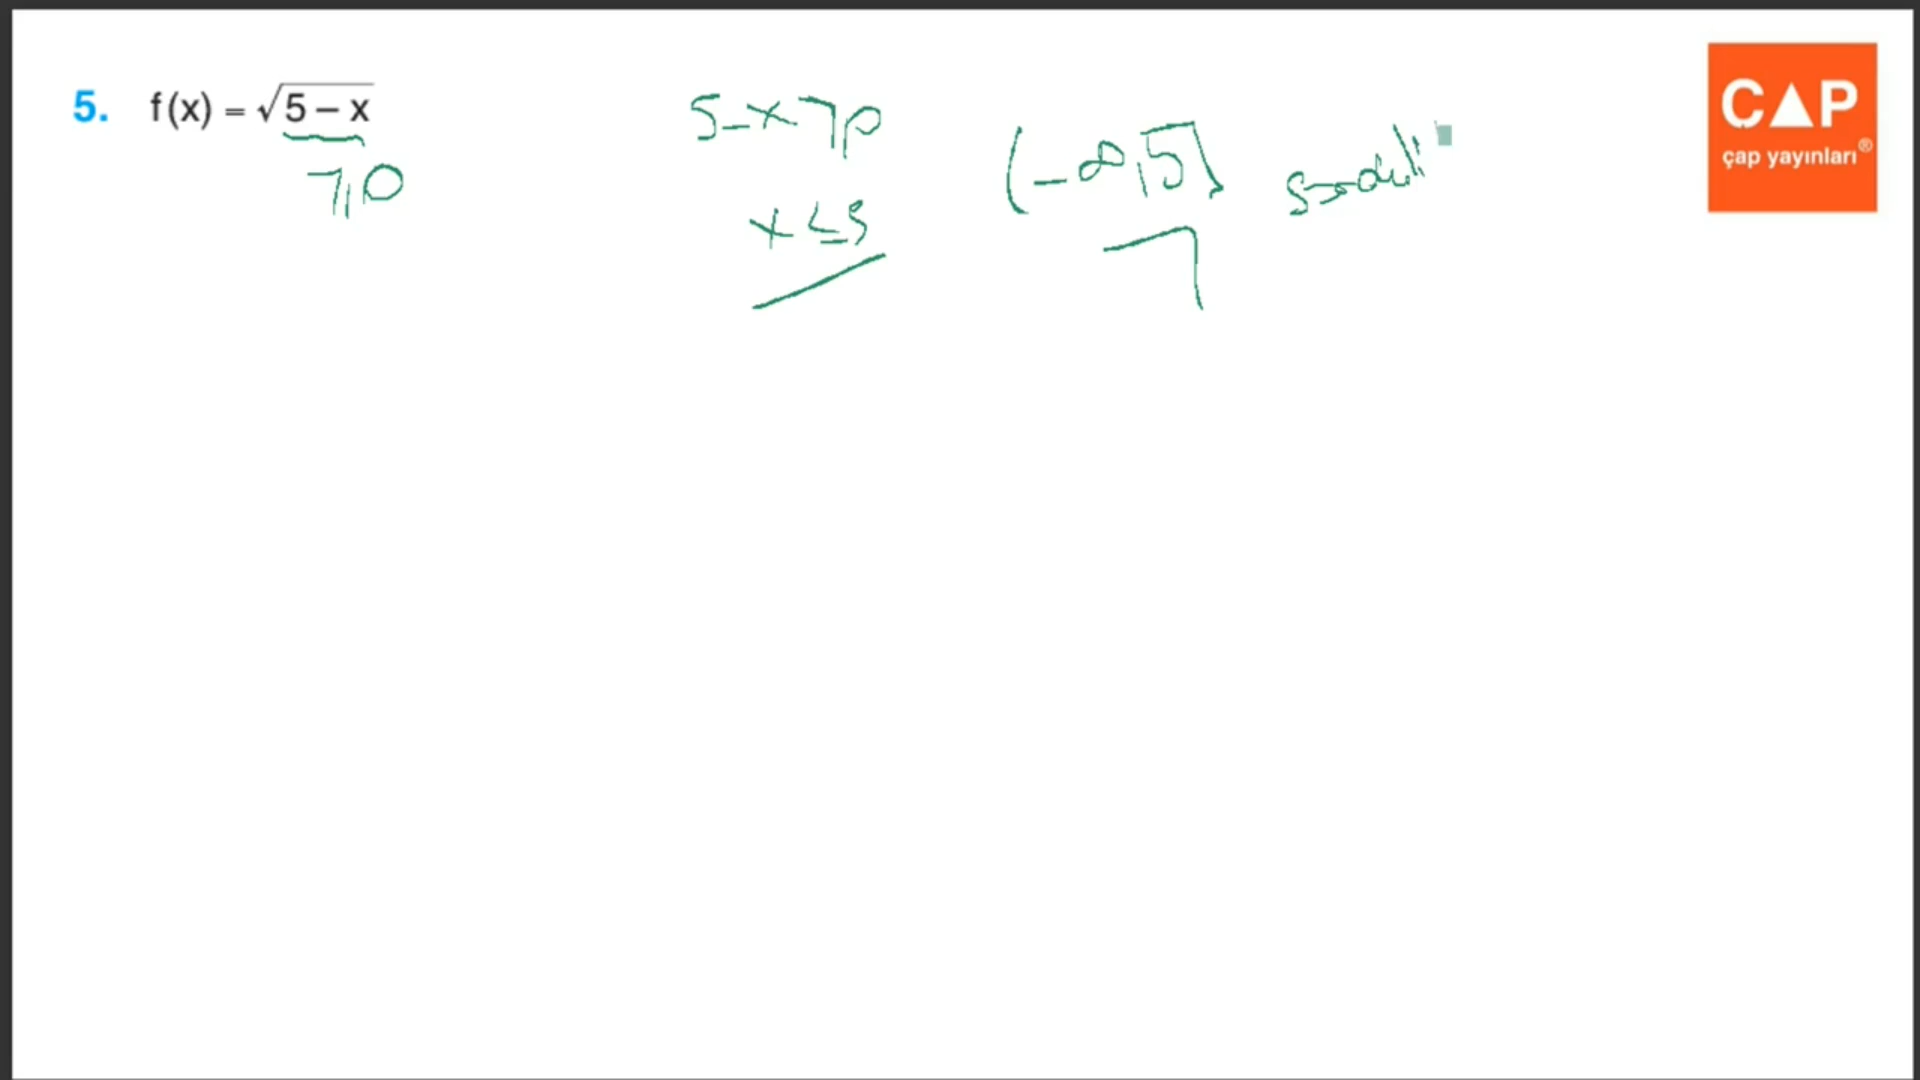 5. f(x) = √5 – x
≥0
5-x≥0
x≤5
(-∞,5]
CAP
çap yayınları®